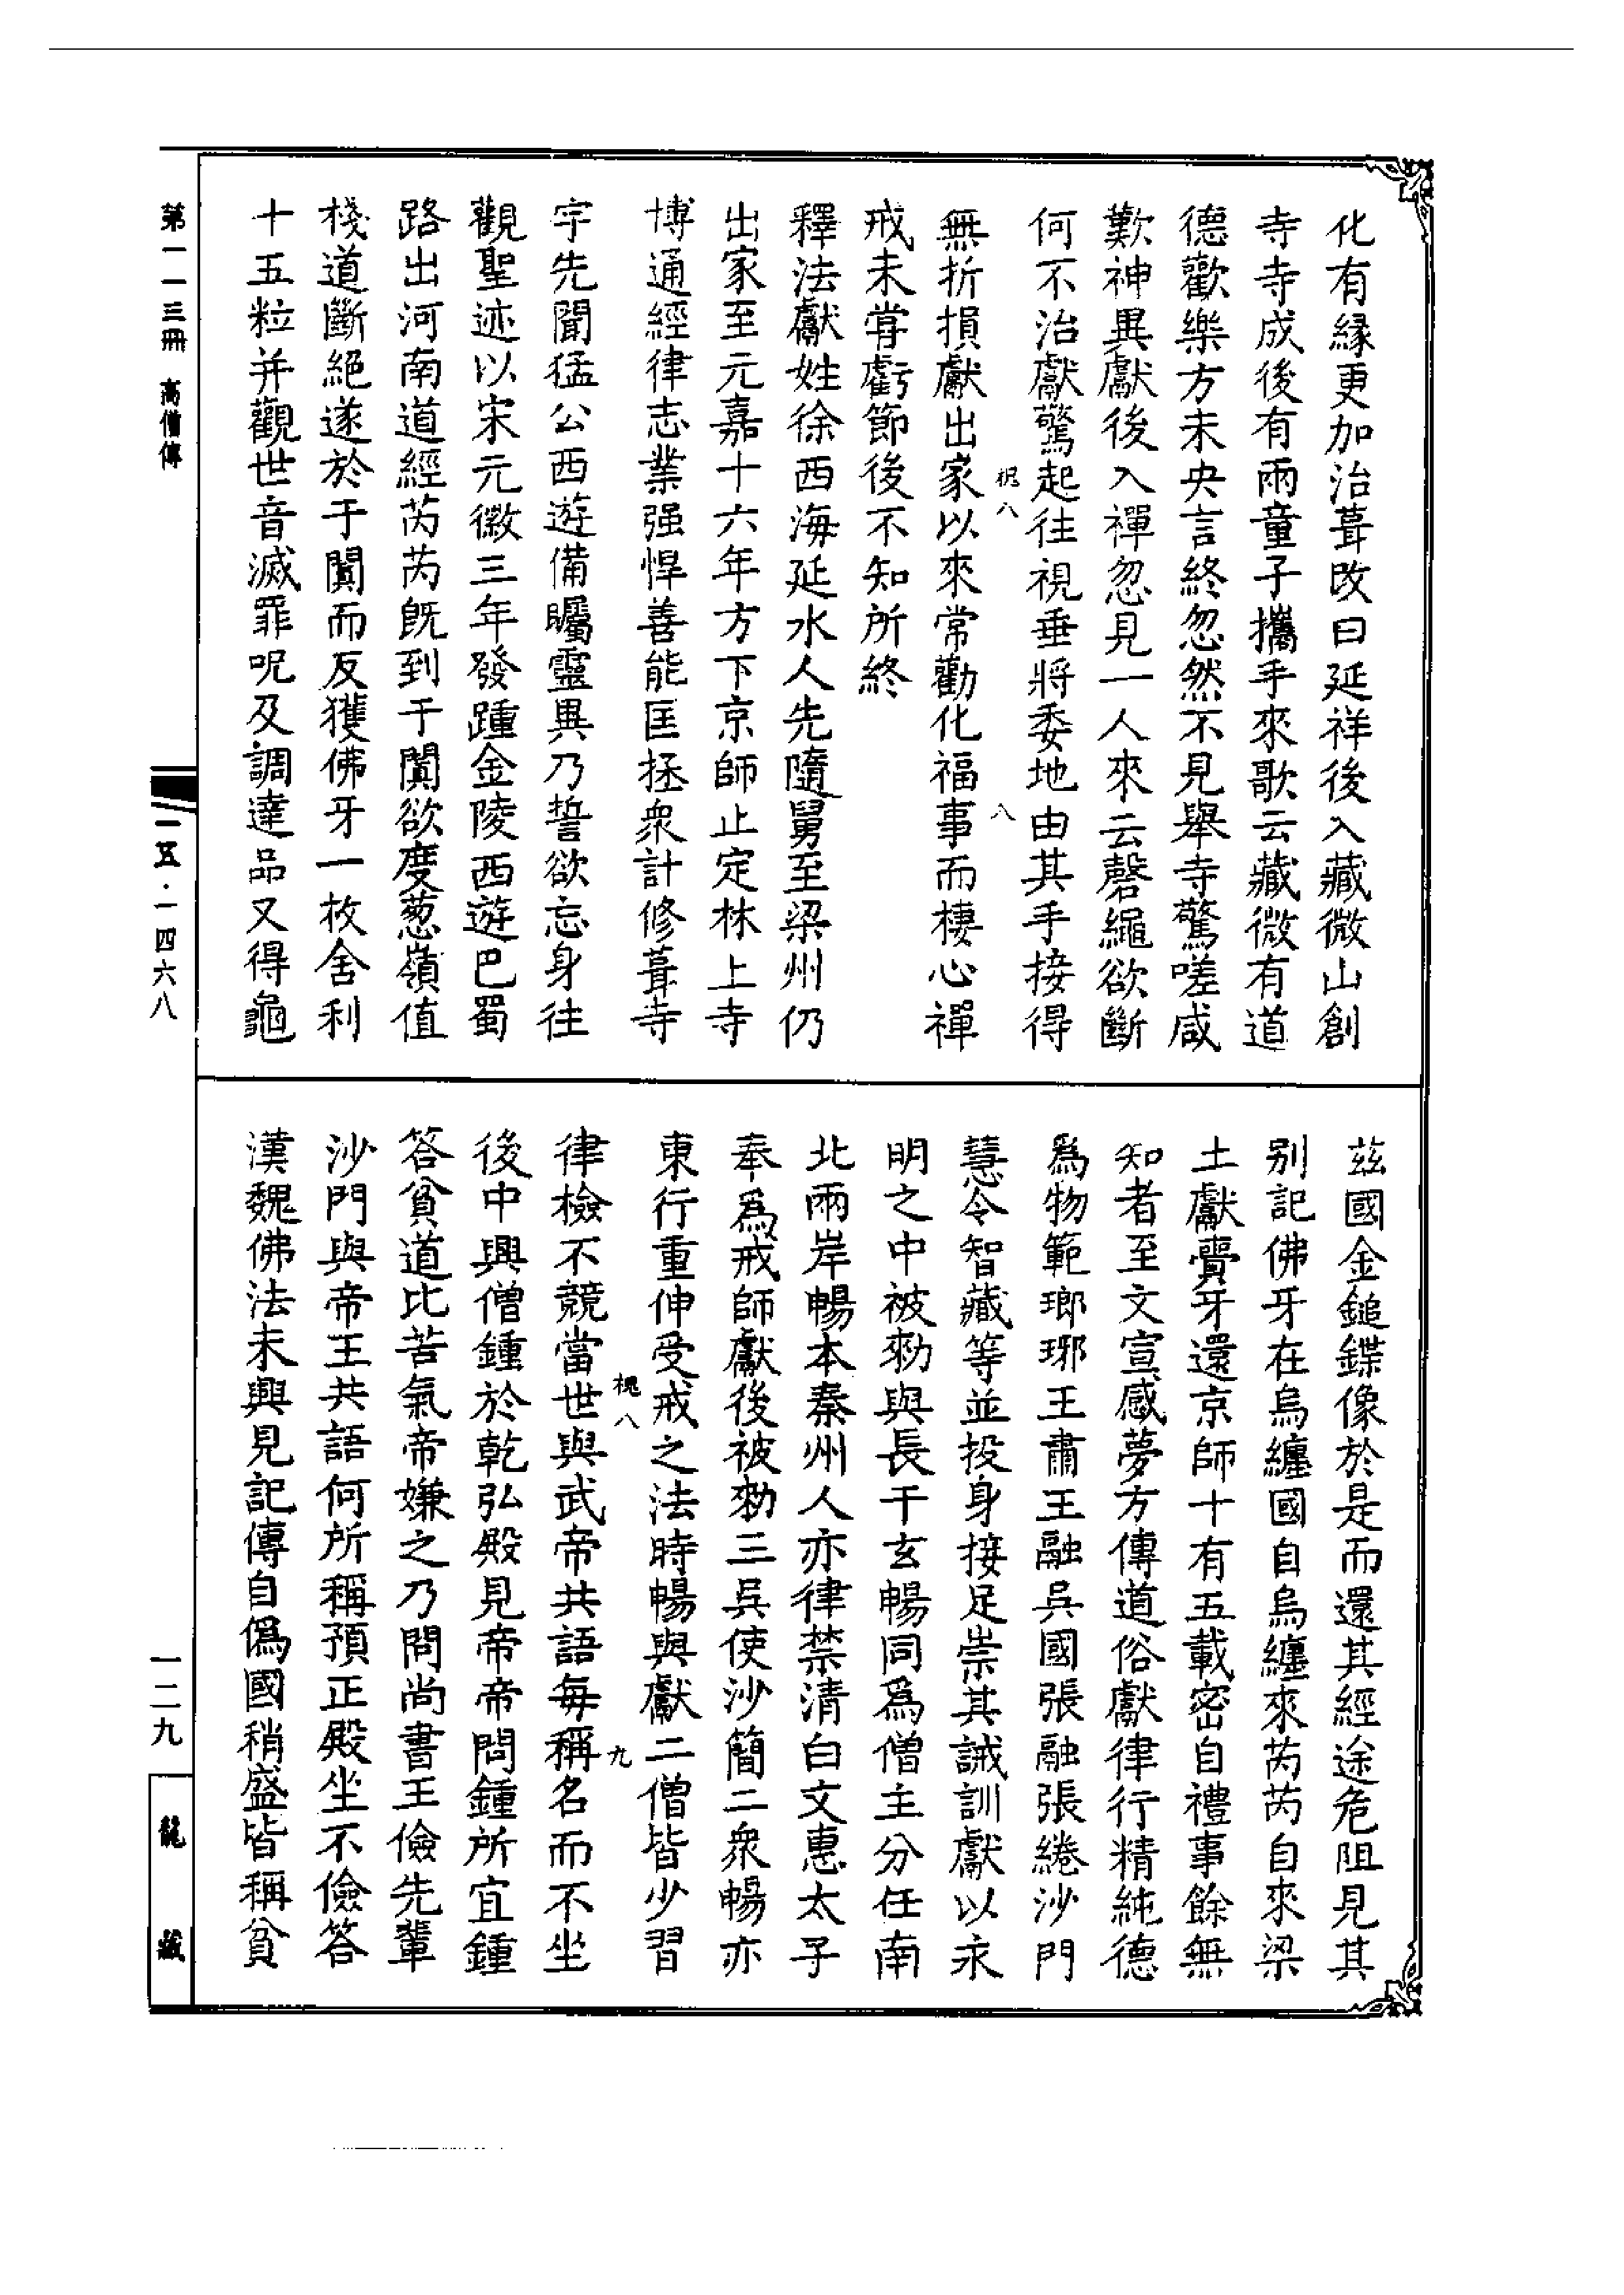 化有緣更加治葺改曰延祥後入藏微山創
寺寺成後有兩童子攜手來歌云藏微有道
德歡樂方未央言終忽然不見舉寺驚嗟咸
歎神異獻後入禪忽見一人來云磬繩欲斷
何不治獻驚起往視垂將委地由其手接得
槐八
八
無折損獻出家以來常勸化福事而棲心禪
戒未嘗虧節後不知所終
釋法獻姓徐西海延水人先隨舅至梁州仍
出家至元嘉十六年方下京師止定林上寺
博通經律志業强悍善能匡拯衆計修葺寺
宇先聞猛公西遊備矚靈異乃誓欲忘身往
觀聖迹以宋元徽三年發踵金陵西遊巴蜀
路出河南道經芮芮既到于闐欲度葱嶺值
棧道斷絕遂於于闐而反獲佛牙一枚舍利
十五粒并觀世音滅罪呪及調達品又得龜
茲國金鎚鍱像於是而還其經途危阻見其
别記佛牙在烏纏國自烏纏來芮芮自來梁
土獻賫牙還京師十有五載密自禮事餘無
知者至文宣感夢方傳道俗獻律行精純德
爲物範瑯琊王肅王融吳國張融張綣沙門
慧令智藏等並投身接足崇其誡訓獻以永
明之中被勑與長干玄暢同爲僧主分任南
北兩岸暢本秦州人亦律禁清白文惠太子
奉爲戒師獻後被勑三吳使沙簡二衆暢亦
東行重伸受戒之法時暢與獻二僧皆少習
槐八
九
律檢不競當世與武帝共語每稱名而不坐
後中興僧鍾於乾弘殿見帝帝問鍾所宜鍾
答貧道比苦氣帝嫌之乃問尚書王儉先輩
沙門與帝王共語何所稱預正殿坐不儉答
漢魏佛法未興見記傳自僞國稍盛皆稱貧
第一一三冊 高僧傳
一五·一四六八
一二九
龍藏